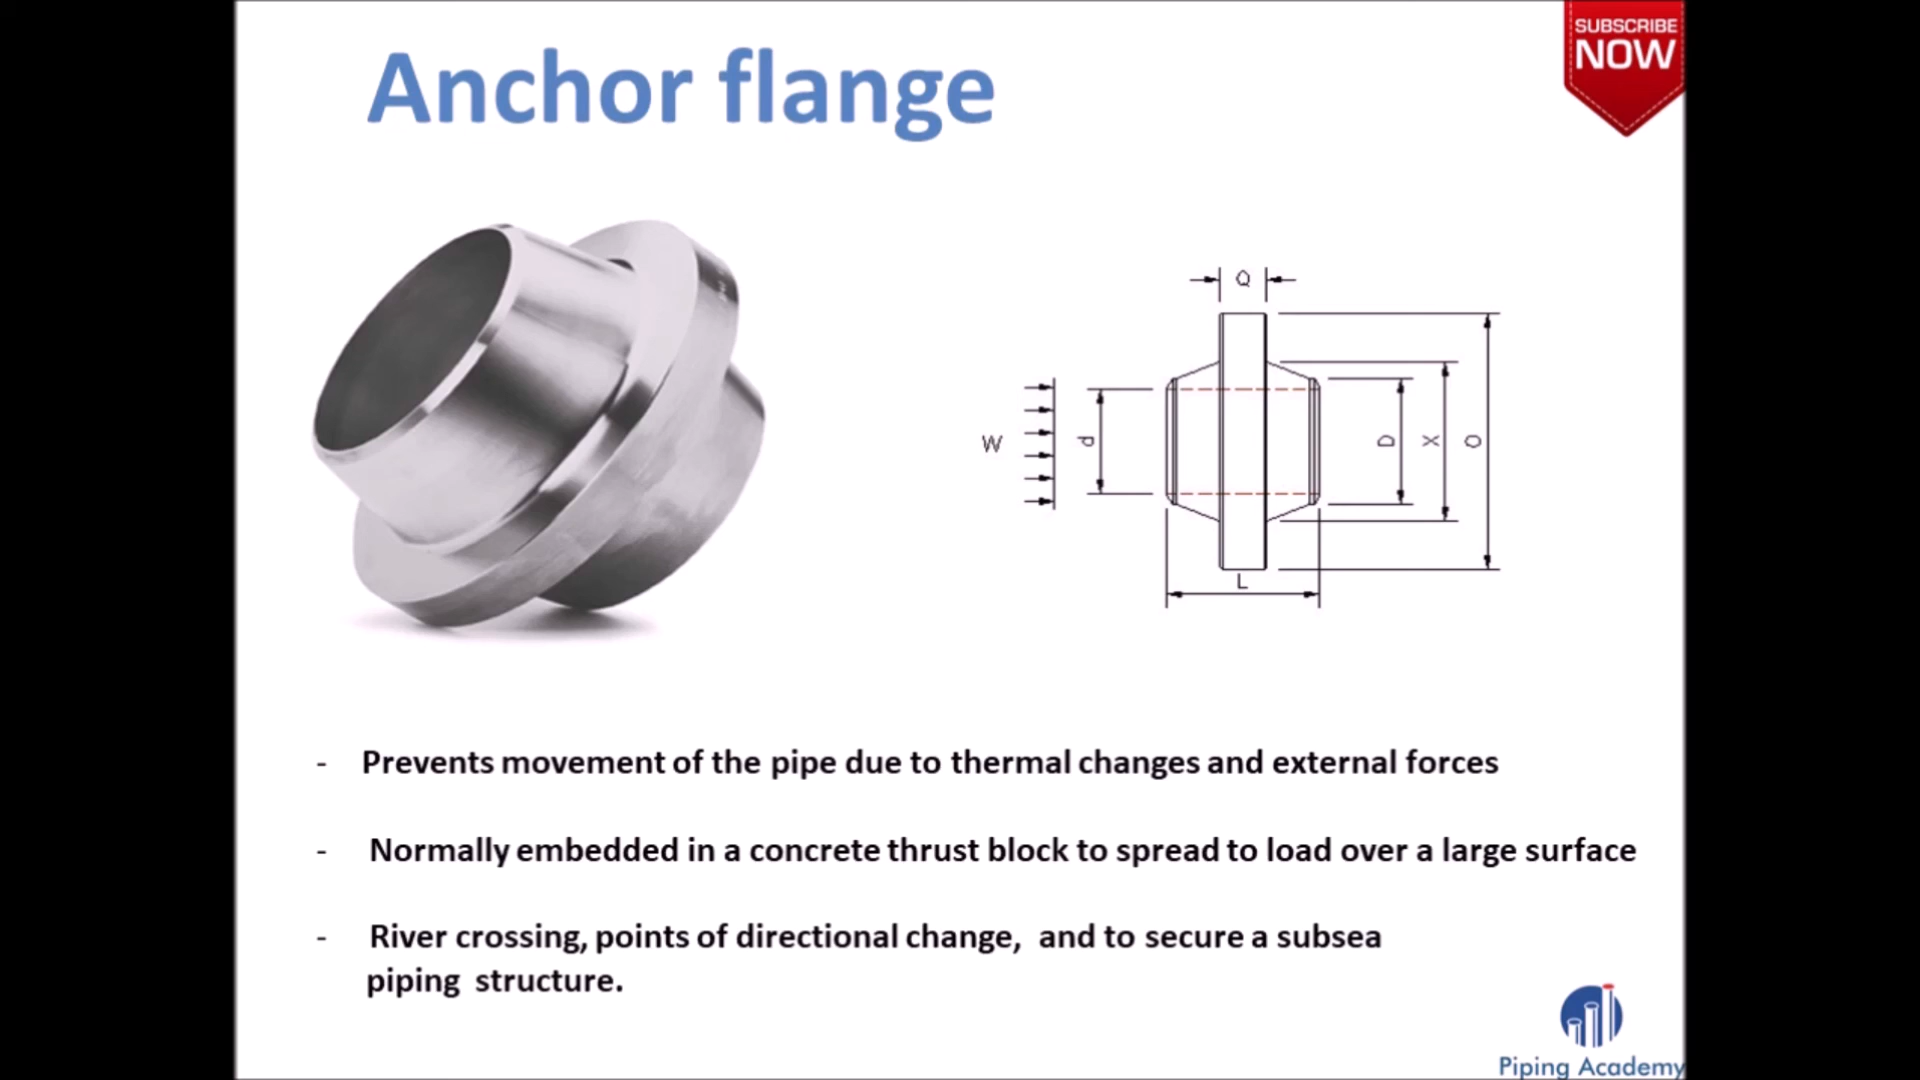 Anchor flange
SUBSCRIBE
NOW
Q
W
d
D
X
O
L
- Prevents movement of the pipe due to thermal changes and external forces
- Normally embedded in a concrete thrust block to spread to load over a large surface
- River crossing, points of directional change, and to secure a subsea
piping structure.
Piping Academy